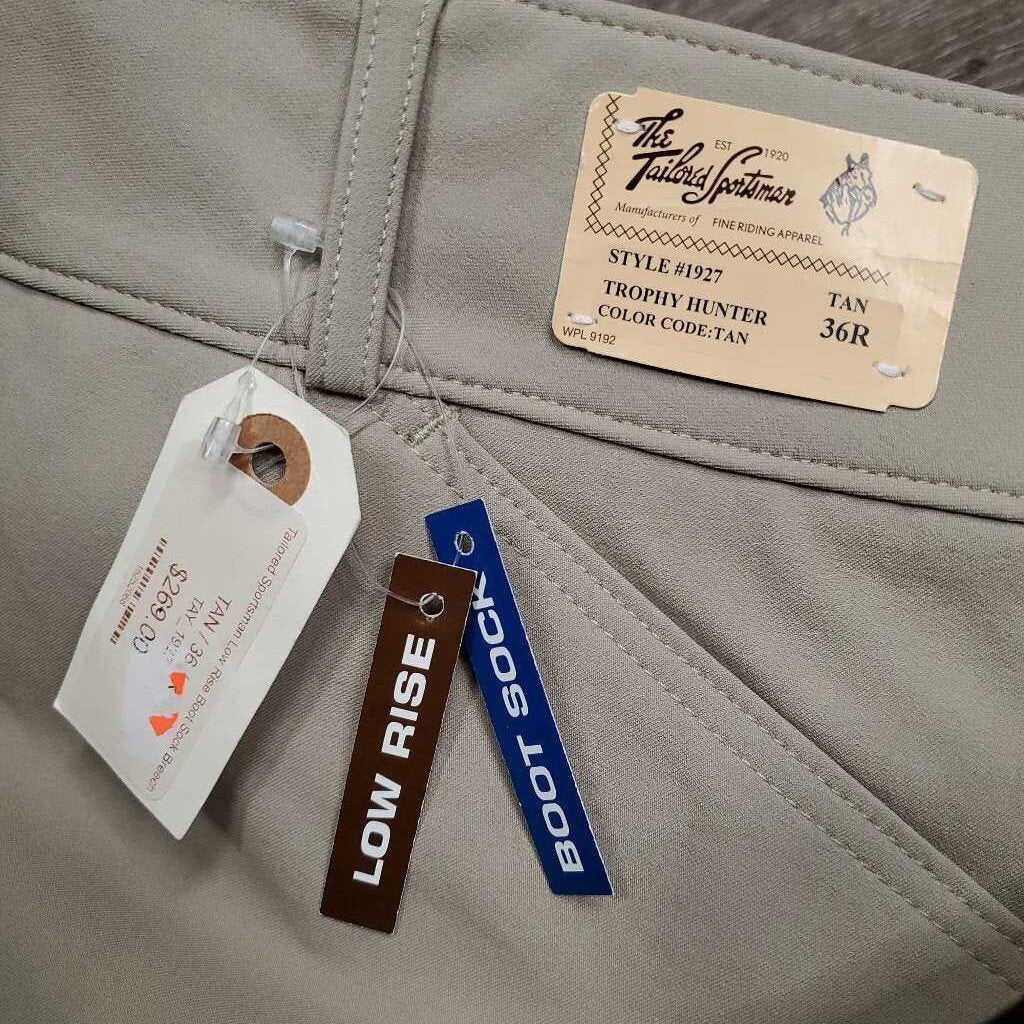 The
Tailored Sportsman
EST 1920
Manufacturers of FINE RIDING APPAREL
STYLE #1927
TROPHY HUNTER
COLOR CODE:TAN
TAN
36R
WPL 9192
Tailored Sportsman Low Rise Boot Sock Breech
TAN / 36
TAY_1927
$269.00
LOW RISE
BOOT SOCK